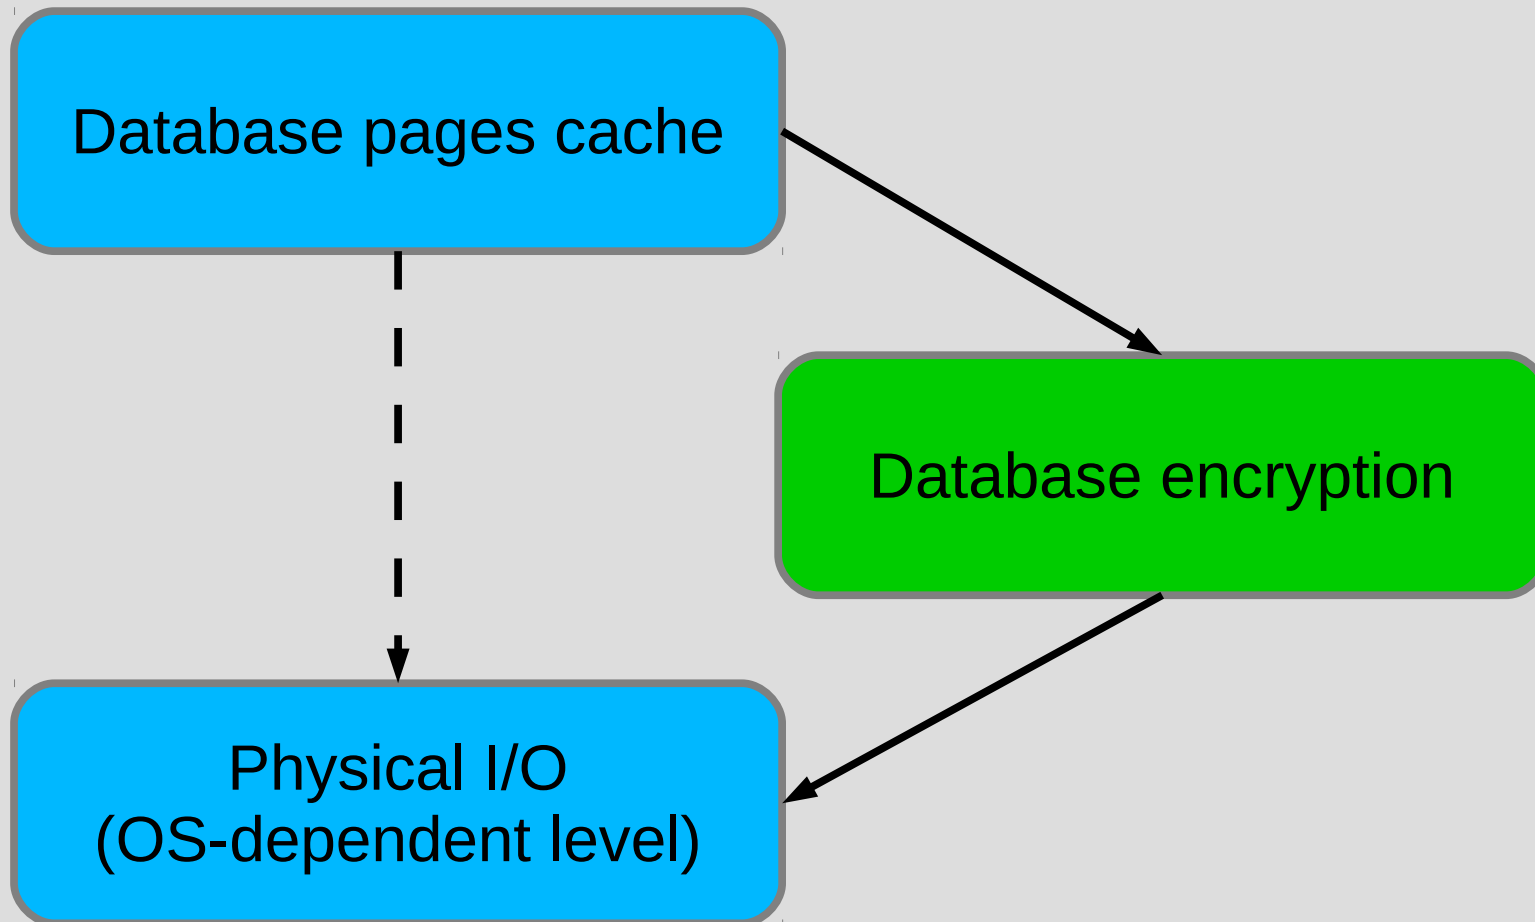 Database pages cache
Database encryption
Physical I/O
(OS-dependent level)